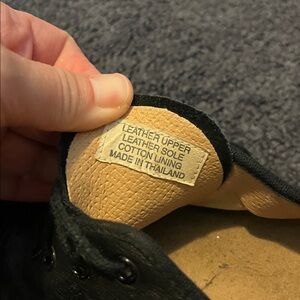 LEATHER UPPER
LEATHER SOLE
COTTON LINING
MADE IN THAILAND